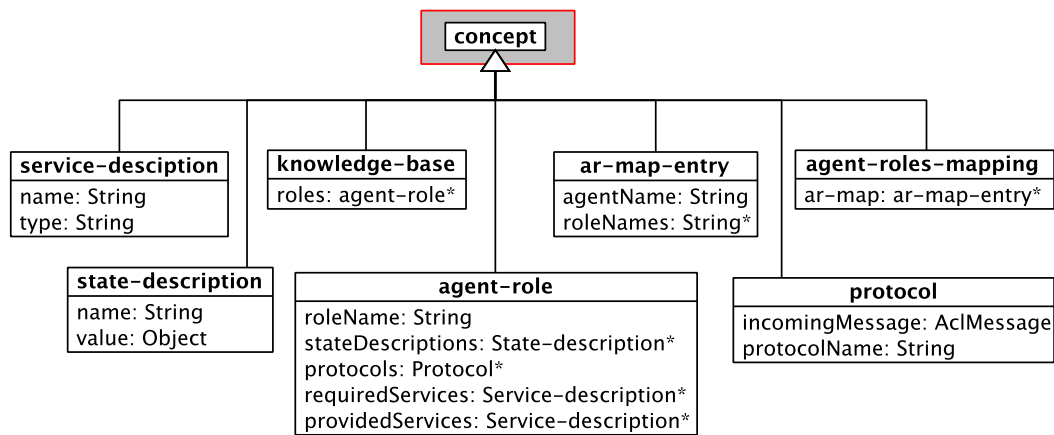 concept
service-desciption
name: String
type: String
knowledge-base
roles: agent-role*
ar-map-entry
agentName: String
roleNames: String*
agent-roles-mapping
ar-map: ar-map-entry*
state-description
name: String
value: Object
agent-role
roleName: String
stateDescriptions: State-description*
protocols: Protocol*
requiredServices: Service-description*
providedServices: Service-description*
protocol
incomingMessage: AclMessage
protocolName: String